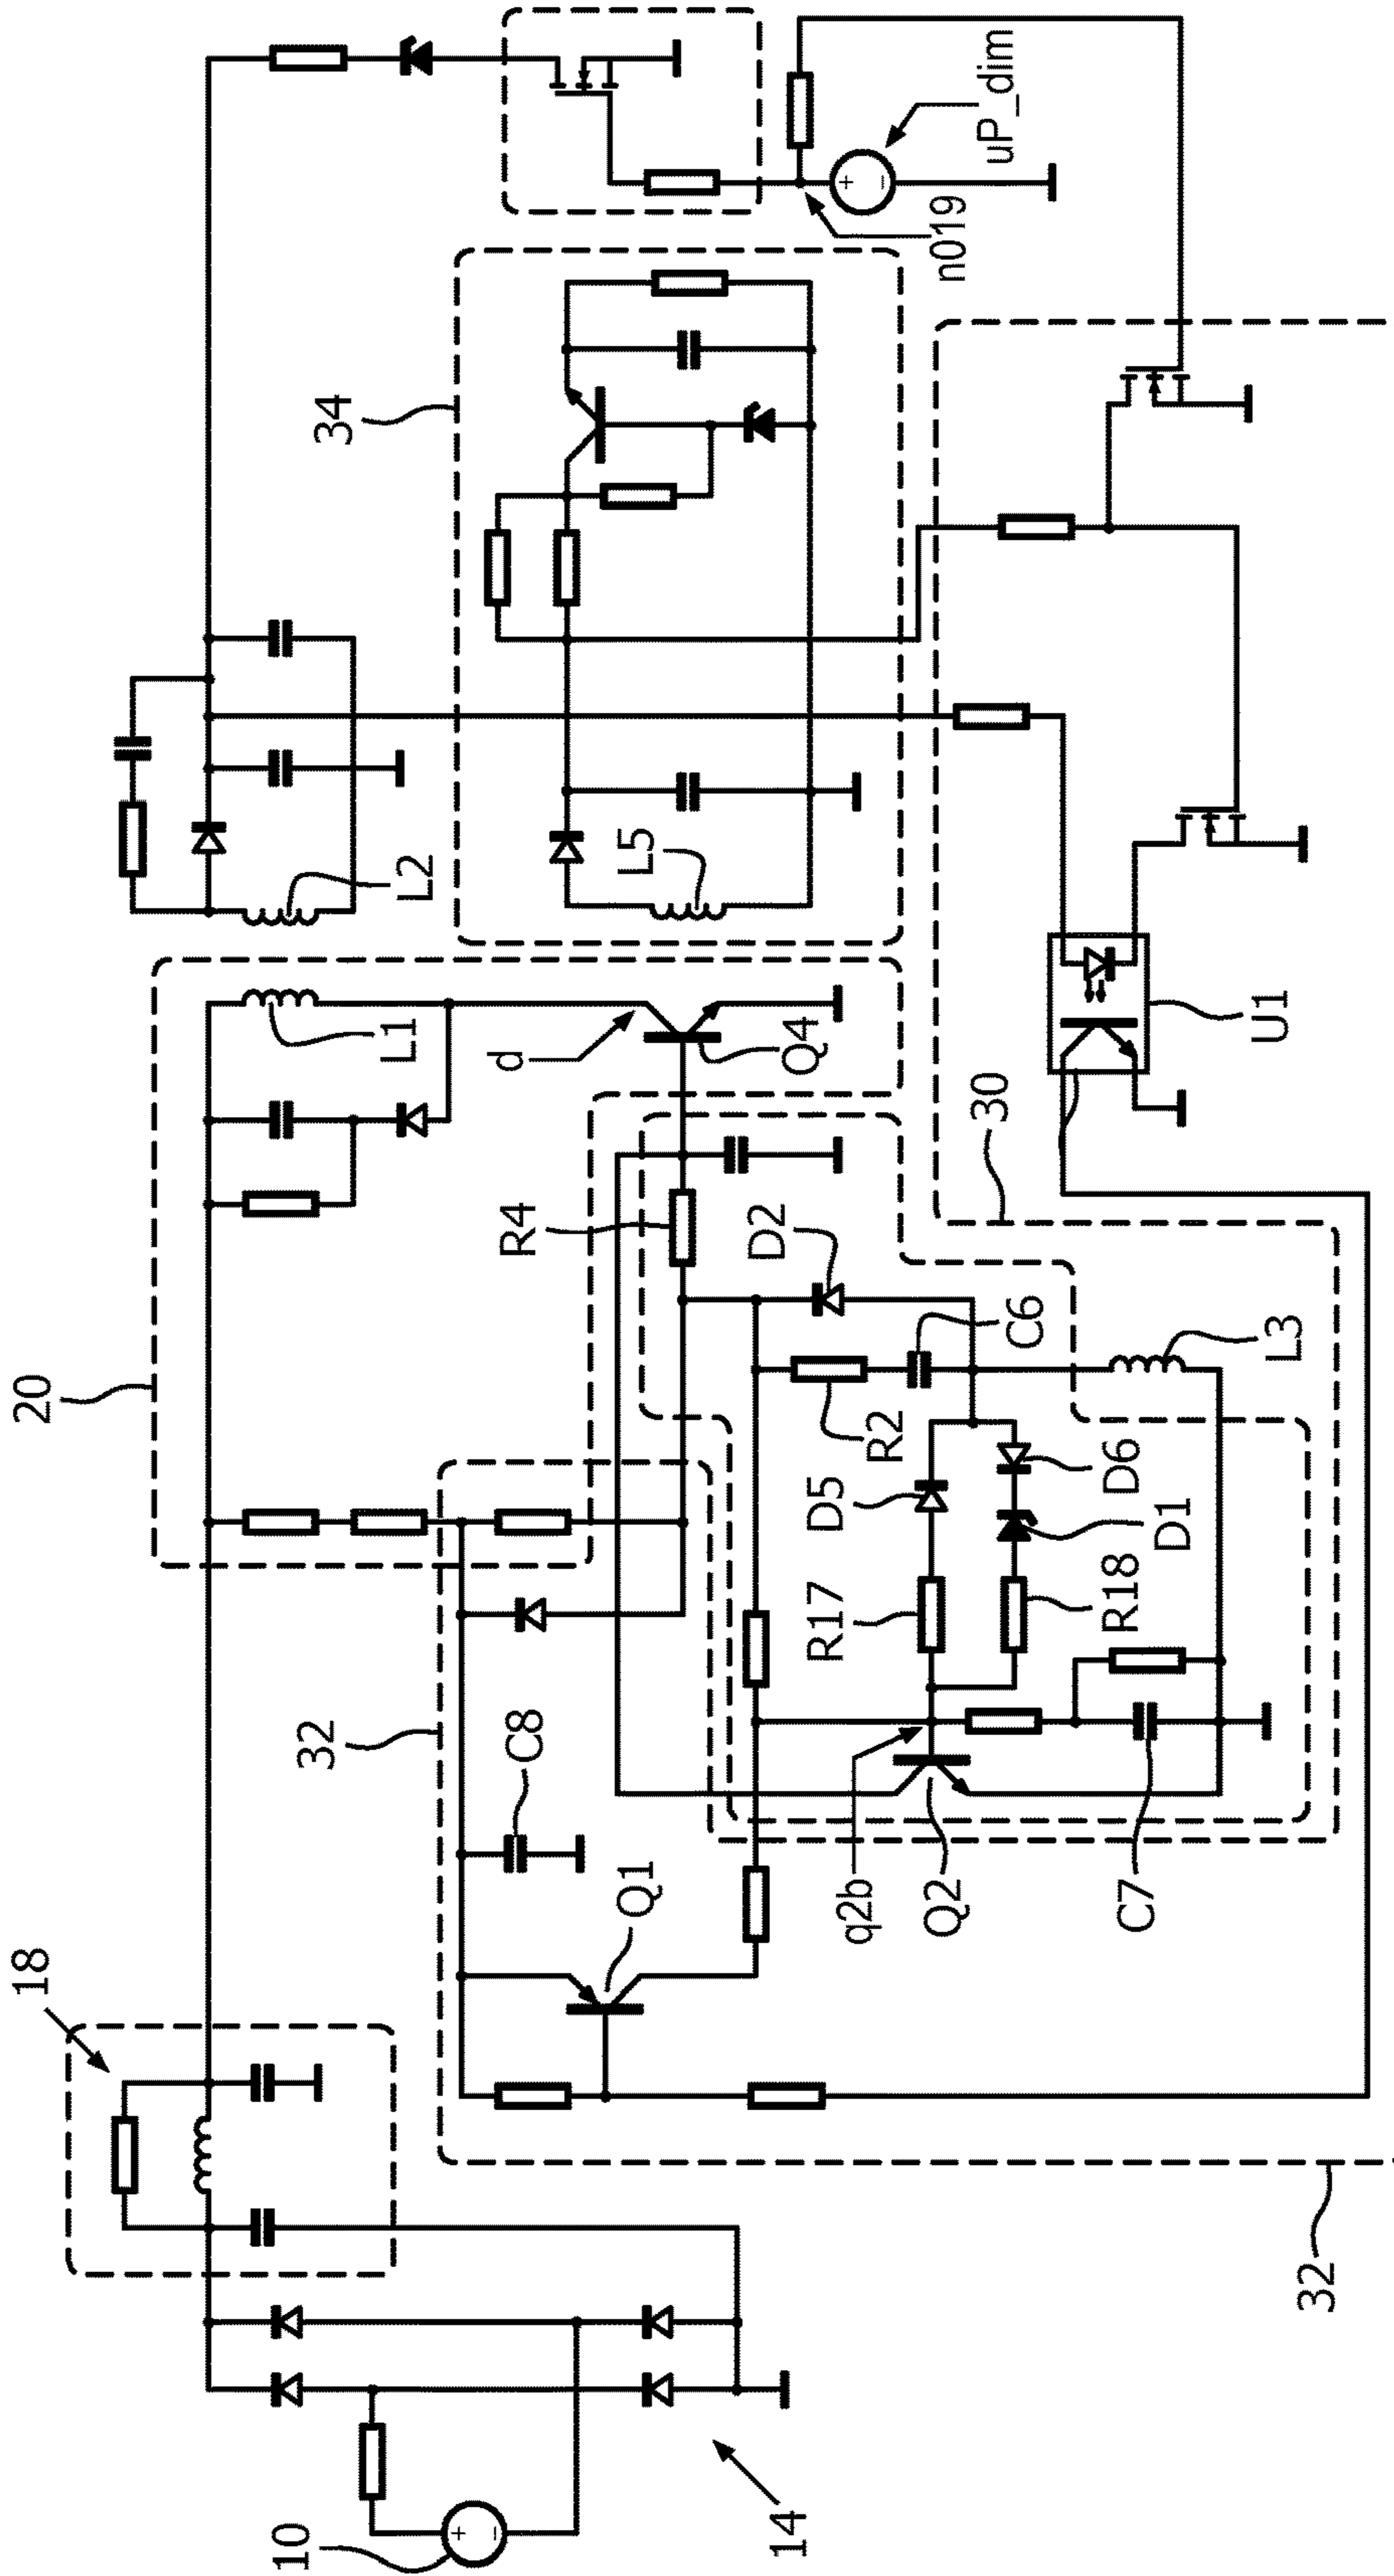 10
14
18
20
32
C8
Q1
R4
d
L1
Q4
L2
34
L5
n019
uP_dim
D2
C6
R2
L3
D5
D6
D1
R17
R18
q2b
Q2
C7
30
U1
32
+
−
+
−